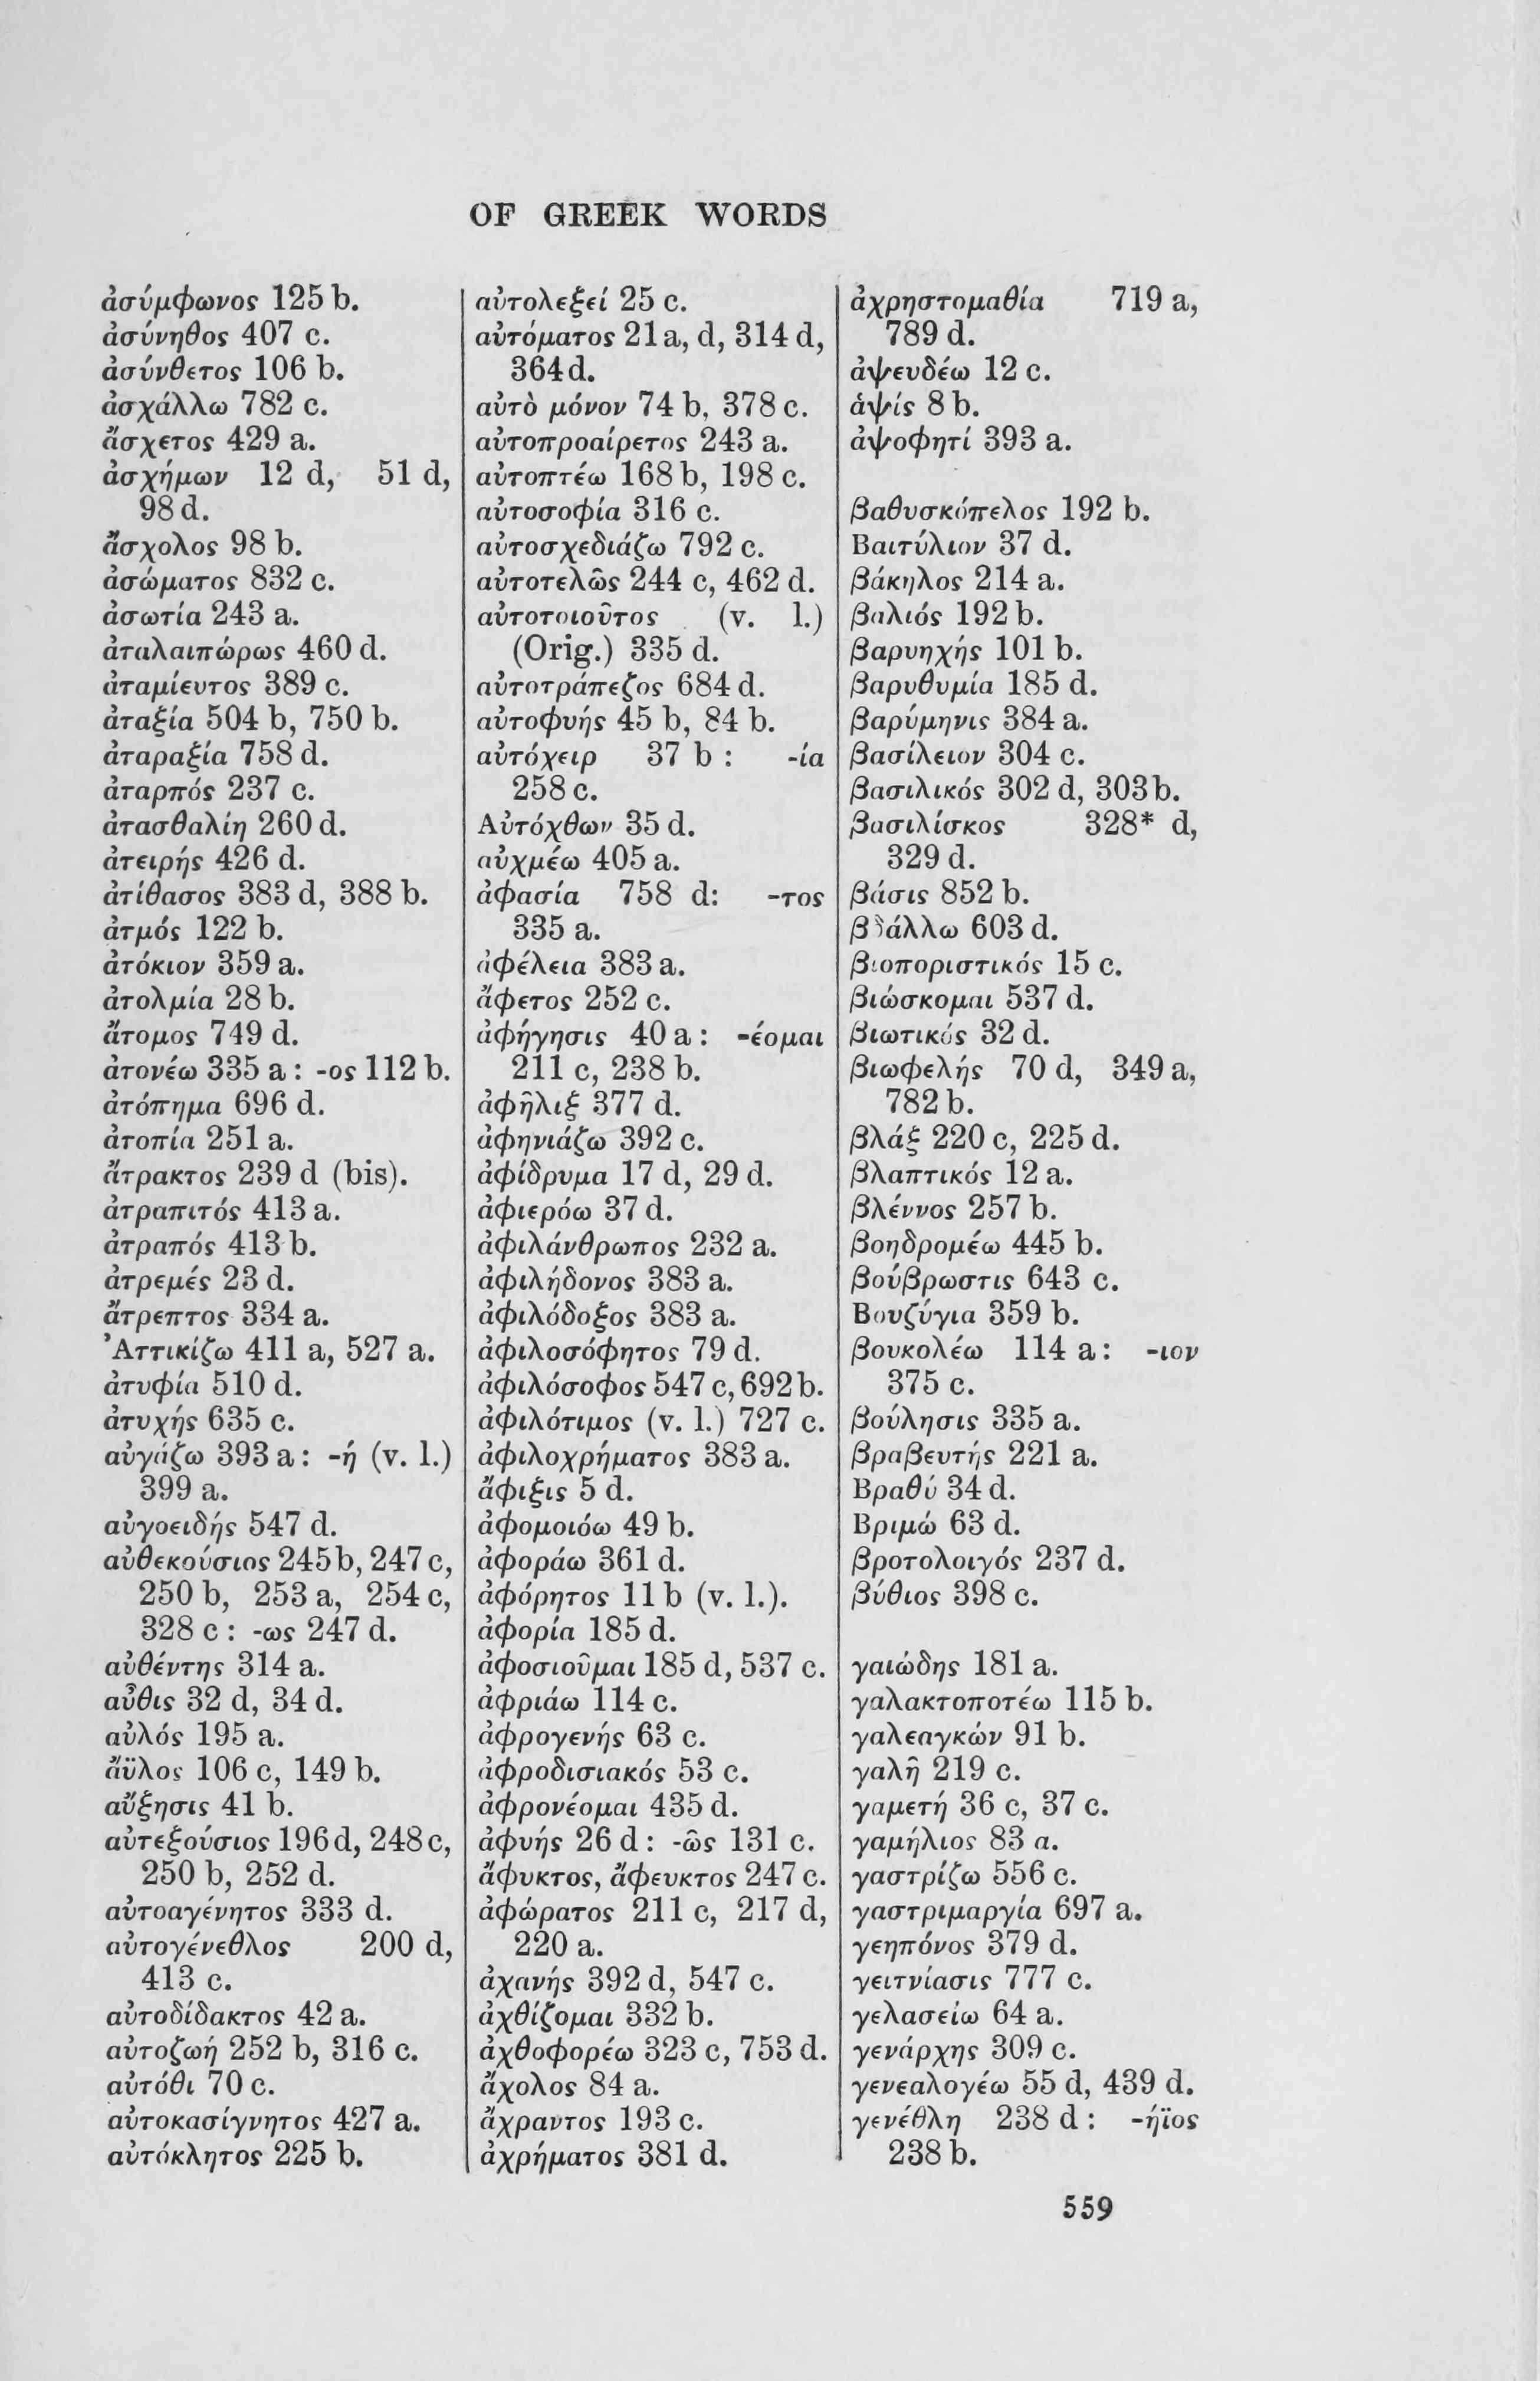 OF GREEK WORDS
ἀσύμφωνος 125 b.
ἀσύνηθος 407 c.
ἀσύνθετος 106 b.
ἀσχάλλω 782 c.
ἄσχετος 429 a.
ἀσχήμων 12 d, 51 d,
98 d.
ἄσχολος 98 b.
ἀσώματος 832 c.
ἀσωτία 243 a.
ἀταλαιπώρως 460 d.
ἀταμίευτος 389 c.
ἀταξία 504 b, 750 b.
ἀταραξία 758 d.
ἀταρπός 237 c.
ἀτασθαλίη 260 d.
ἀτειρής 426 d.
ἀτίθασος 383 d, 388 b.
ἀτμός 122 b.
ἀτόκιον 359 a.
ἀτολμία 28 b.
ἄτομος 749 d.
ἀτονέω 335 a : -ος 112 b.
ἀτόπημα 696 d.
ἀτοπία 251 a.
ἄτρακτος 239 d (bis).
ἀτραπιτός 413 a.
ἀτραπός 413 b.
ἀτρεμές 23 d.
ἄτρεπτος 334 a.
Ἀττικίζω 411 a, 527 a.
ἀτυφία 510 d.
ἀτυχής 635 c.
αὐγάζω 393 a : -ή (v. l.)
399 a.
αὐγοειδής 547 d.
αὐθεκούσιος 245 b, 247 c,
250 b, 253 a, 254 c,
328 c : -ως 247 d.
αὐθέντης 314 a.
αὖθις 32 d, 34 d.
αὐλός 195 a.
ἄϋλος 106 c, 149 b.
αὔξησις 41 b.
αὐτεξούσιος 196 d, 248 c,
250 b, 252 d.
αὐτοαγένητος 333 d.
αὐτογένεθλος 200 d,
413 c.
αὐτοδίδακτος 42 a.
αὐτοζωή 252 b, 316 c.
αὐτόθι 70 c.
αὐτοκασίγνητος 427 a.
αὐτόκλητος 225 b.
αὐτολεξεί 25 c.
αὐτόματος 21 a, d, 314 d,
364 d.
αὐτὸ μόνον 74 b, 378 c.
αὐτοπροαίρετος 243 a.
αὐτοπτέω 168 b, 198 c.
αὐτοσοφία 316 c.
αὐτοσχεδιάζω 792 c.
αὐτοτελῶς 244 c, 462 d.
αὐτοτοιοῦτος (v. l.)
(Orig.) 335 d.
αὐτοτράπεζος 684 d.
αὐτοφυής 45 b, 84 b.
αὐτόχειρ 37 b : -ία
258 c.
Αὐτόχθων 35 d.
αὐχμέω 405 a.
ἀφασία 758 d: -τος
335 a.
ἀφέλεια 383 a.
ἄφετος 252 c.
ἀφήγησις 40 a : -έομαι
211 c, 238 b.
ἀφῆλιξ 377 d.
ἀφηνιάζω 392 c.
ἀφίδρυμα 17 d, 29 d.
ἀφιερόω 37 d.
ἀφιλάνθρωπος 232 a.
ἀφιλήδονος 383 a.
ἀφιλόδοξος 383 a.
ἀφιλοσόφητος 79 d.
ἀφιλόσοφος 547 c, 692 b.
ἀφιλότιμος (v. l.) 727 c.
ἀφιλοχρήματος 383 a.
ἄφιξις 5 d.
ἀφομοιόω 49 b.
ἀφοράω 361 d.
ἀφόρητος 11 b (v. l.).
ἀφορία 185 d.
ἀφοσιοῦμαι 185 d, 537 c.
ἀφριάω 114 c.
ἀφρογενής 63 c.
ἀφροδισιακός 53 c.
ἀφρονέομαι 435 d.
ἀφυής 26 d : -ῶς 131 c.
ἄφυκτος, ἄφευκτος 247 c.
ἀφώρατος 211 c, 217 d,
220 a.
ἀχανής 392 d, 547 c.
ἀχθίζομαι 332 b.
ἀχθοφορέω 323 c, 753 d.
ἄχολος 84 a.
ἄχραντος 193 c.
ἀχρήματος 381 d.
ἀχρηστομαθία 719 a,
789 d.
ἀψευδέω 12 c.
ἁψίς 8 b.
ἀψοφητί 393 a.
βαθυσκόπελος 192 b.
Βαιτύλιον 37 d.
βάκηλος 214 a.
βαλιός 192 b.
βαρυηχής 101 b.
βαρυθυμία 185 d.
βαρύμηνις 384 a.
βασίλειον 304 c.
βασιλικός 302 d, 303 b.
βασιλίσκος 328* d,
329 d.
βάσις 852 b.
βδάλλω 603 d.
βιοποριστικός 15 c.
βιώσκομαι 537 d.
βιωτικός 32 d.
βιωφελής 70 d, 349 a,
782 b.
βλάξ 220 c, 225 d.
βλαπτικός 12 a.
βλέννος 257 b.
βοηδρομέω 445 b.
βούβρωστις 643 c.
Βουζύγια 359 b.
βουκολέω 114 a : -ιον
375 c.
βούλησις 335 a.
βραβευτής 221 a.
Βραθύ 34 d.
Βριμώ 63 d.
βροτολοιγός 237 d.
βύθιος 398 c.
γαιώδης 181 a.
γαλακτοποτέω 115 b.
γαλεαγκών 91 b.
γαλῆ 219 c.
γαμετή 36 c, 37 c.
γαμήλιος 83 a.
γαστρίζω 556 c.
γαστριμαργία 697 a.
γεηπόνος 379 d.
γειτνίασις 777 c.
γελασείω 64 a.
γενάρχης 309 c.
γενεαλογέω 55 d, 439 d.
γενέθλη 238 d : -ήϊος
238 b.
559